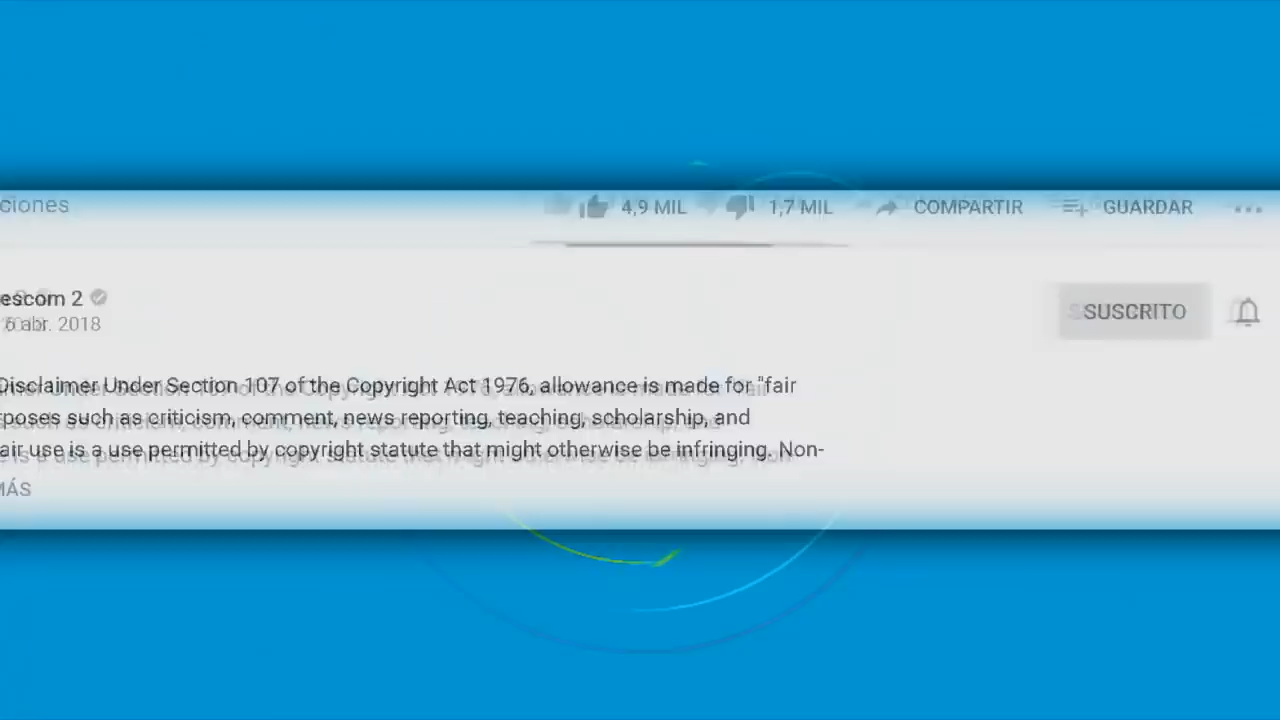 ciones 4,9 MIL 1,7 MIL COMPARTIR GUARDAR
escom 2
6 abr. 2018 SUSCRITO
Disclaimer Under Section 107 of the Copyright Act 1976, allowance is made for "fair
rposes such as criticism, comment, news reporting, teaching, scholarship, and
air use is a use permitted by copyright statute that might otherwise be infringing. Non-
MÁS